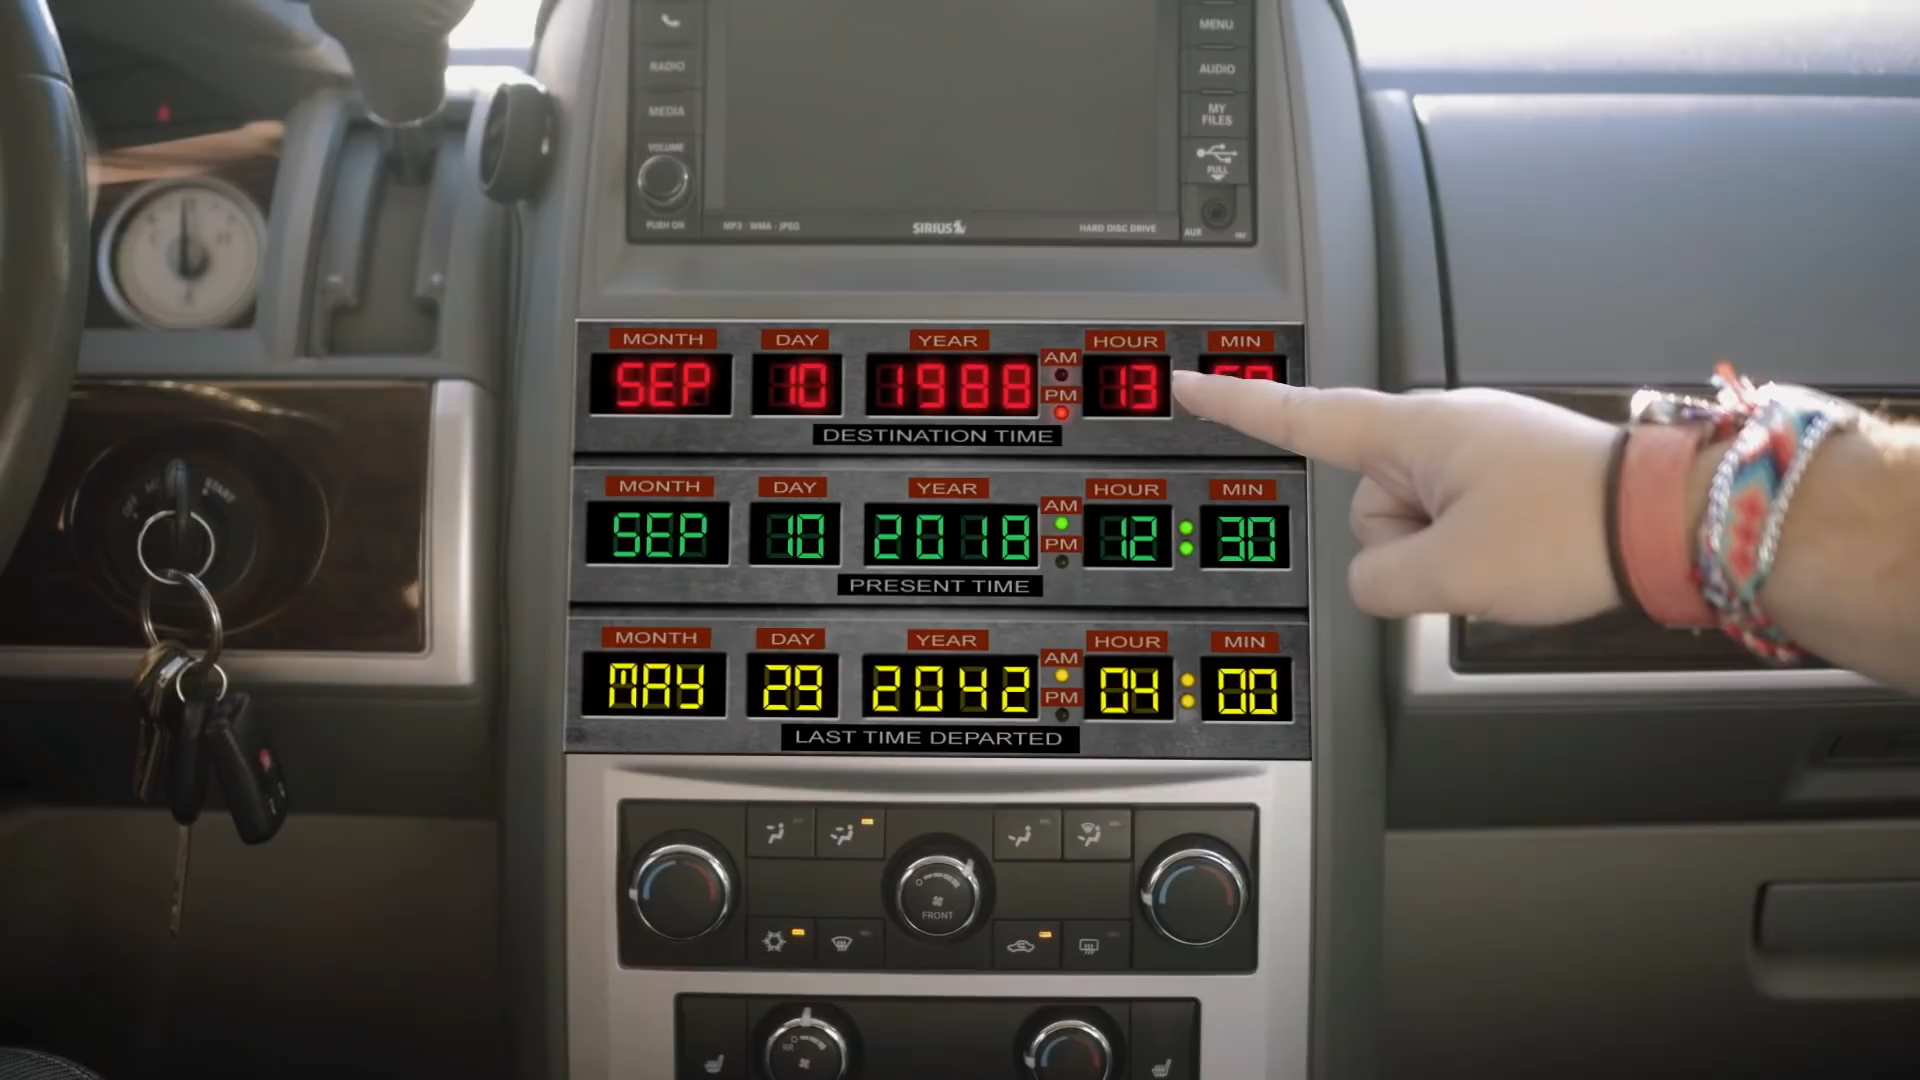 MENU
RADIO
AUDIO
MEDIA
MY
FILES
VOLUME
PULL
PUSH ON
MP3 · WMA · JPEG
SIRIUS
HARD DISC DRIVE
AUX
MONTH DAY YEAR HOUR MIN
SEP 10 1988 AM PM 13
DESTINATION TIME
MONTH DAY YEAR HOUR MIN
SEP 10 2018 AM PM 12:30
PRESENT TIME
MONTH DAY YEAR HOUR MIN
MAY 29 2042 AM PM 04:00
LAST TIME DEPARTED
START
FRONT